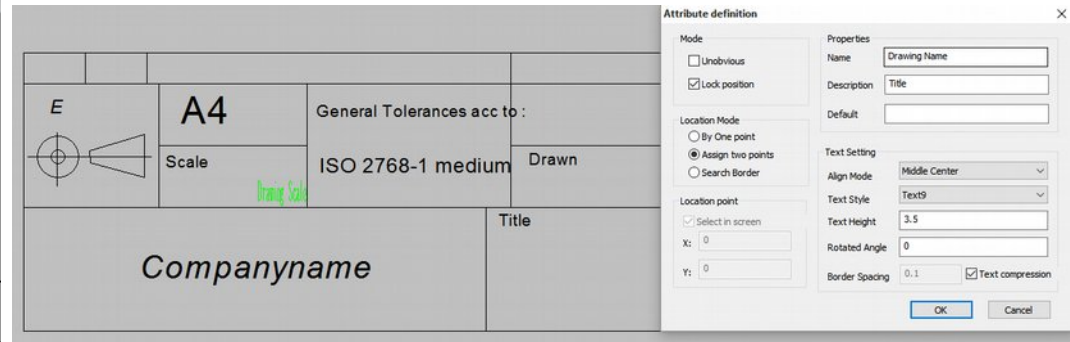 E
A4
General Tolerances acc to :
Scale
ISO 2768-1 medium
Drawn
Drawing Scale
Title
Companyname
Attribute definition
Mode
Unobvious
Lock position
Location Mode
By One point
Assign two points
Search Border
Location point
Select in screen
X: 0
Y: 0
Properties
Name Drawing Name
Description Title
Default
Text Setting
Align Mode Middle Center
Text Style Text9
Text Height 3.5
Rotated Angle 0
Border Spacing 0.1 Text compression
OK Cancel